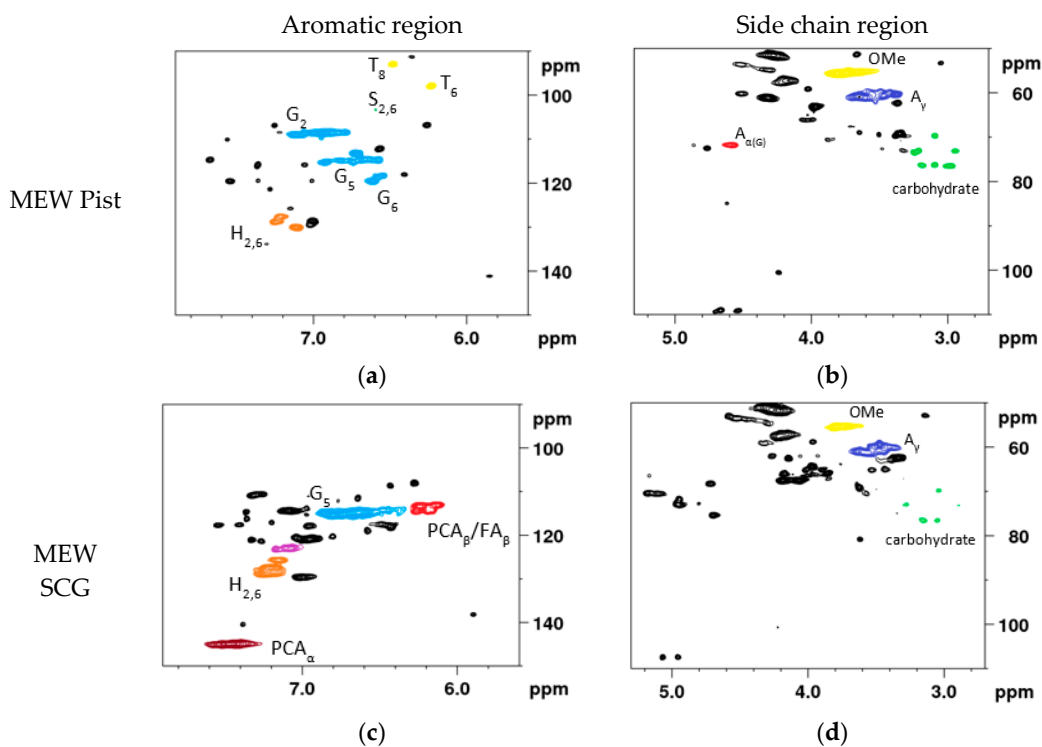 Aromatic region
Side chain region
MEW Pist
T8
T6
S2,6
G2
G5
G6
H2,6
ppm
100
120
140
7.0
6.0
ppm
(a)
OMe
Aγ
Aα(G)
carbohydrate
ppm
60
80
100
5.0
4.0
3.0
ppm
(b)
MEW
SCG
G5
PCAβ/FAβ
H2,6
PCAα
ppm
100
120
140
7.0
6.0
ppm
(c)
OMe
Aγ
carbohydrate
ppm
60
80
100
5.0
4.0
3.0
ppm
(d)